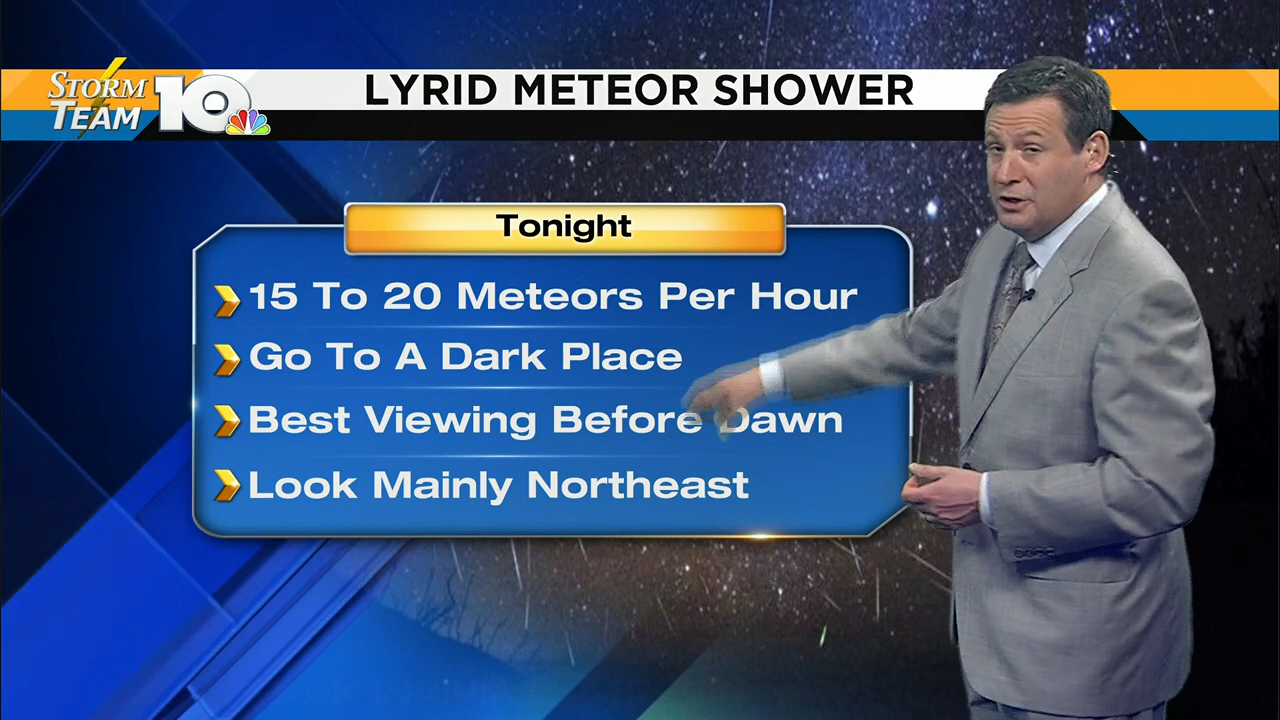 STORM
TEAM 10
LYRID METEOR SHOWER
Tonight
15 To 20 Meteors Per Hour
Go To A Dark Place
Best Viewing Before Dawn
Look Mainly Northeast